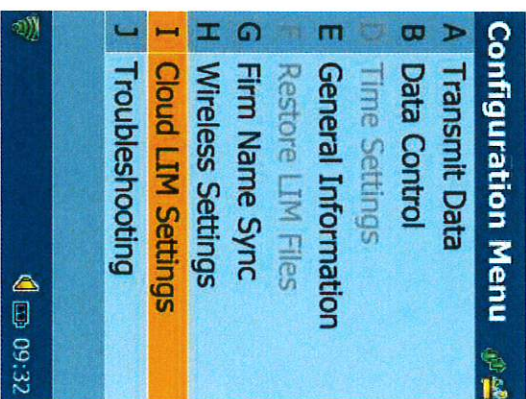 Configuration Menu
A Transmit Data
B Data Control
D Time Settings
E General Information
F Restore LIM Files
G Firm Name Sync
H Wireless Settings
I Cloud LIM Settings
J Troubleshooting
09:32